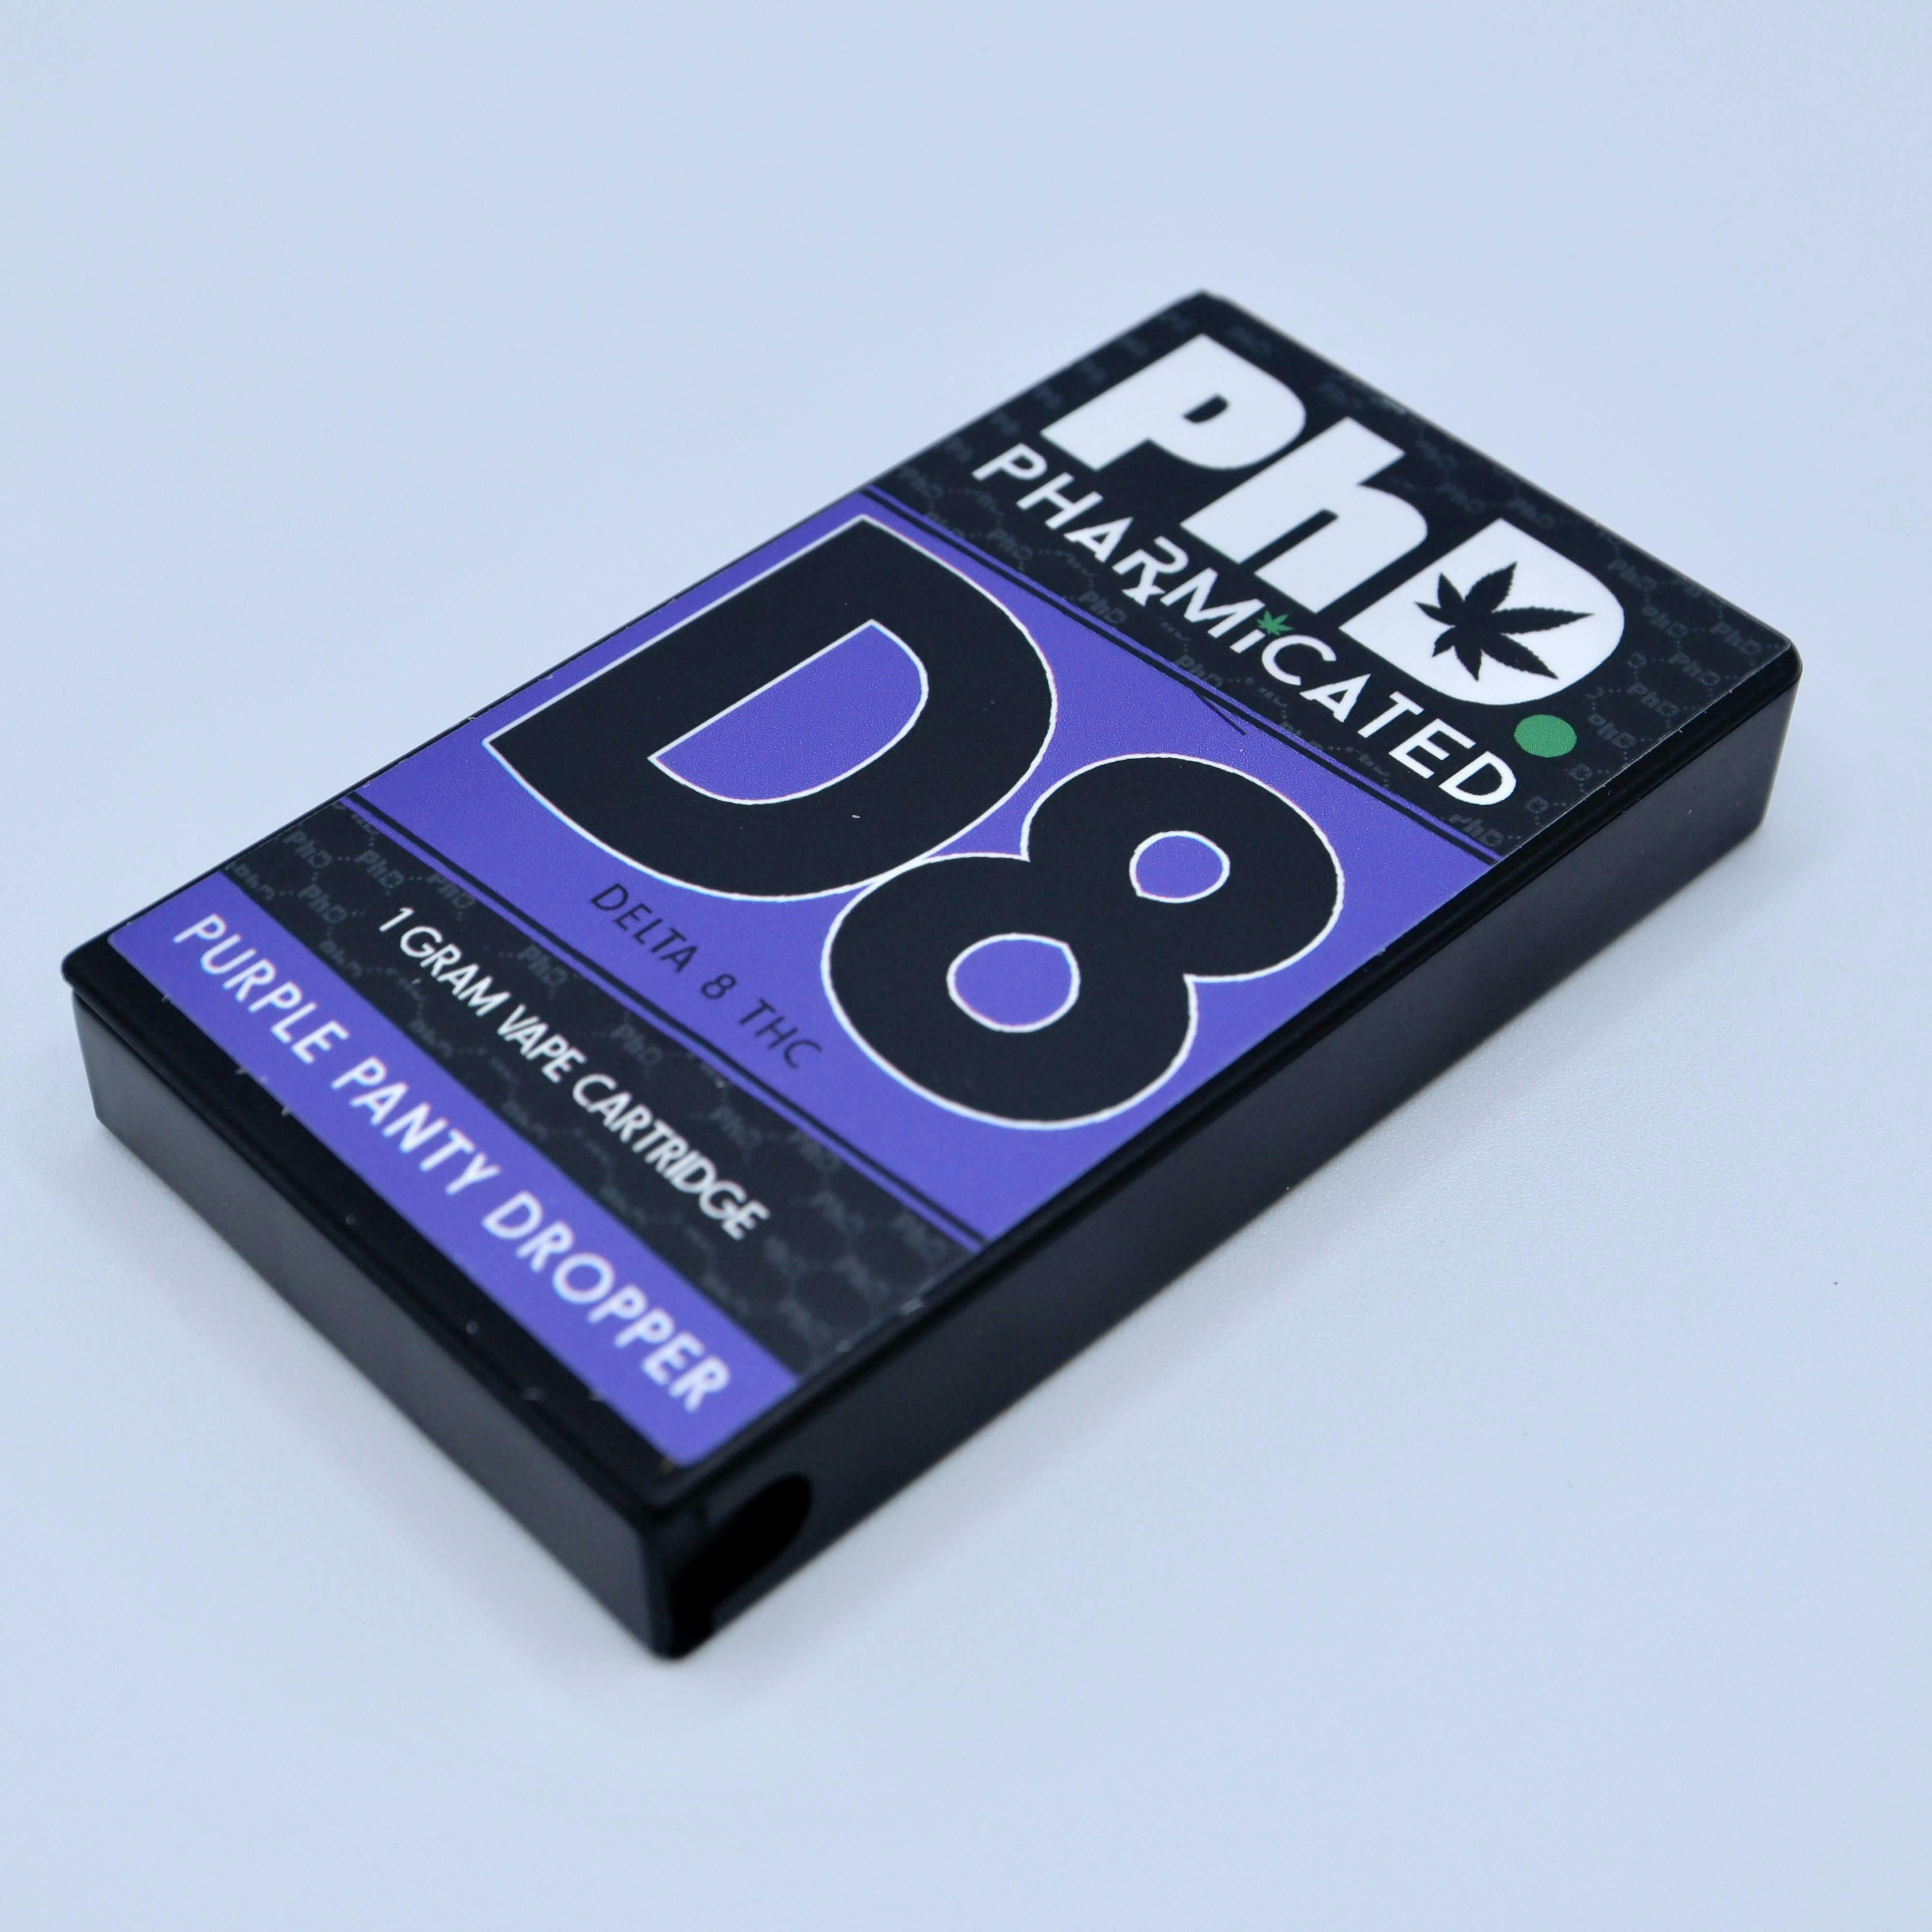 PhD
PHARMiCATED
D8
DELTA 8 THC
1 GRAM VAPE CARTRIDGE
PURPLE PANTY DROPPER